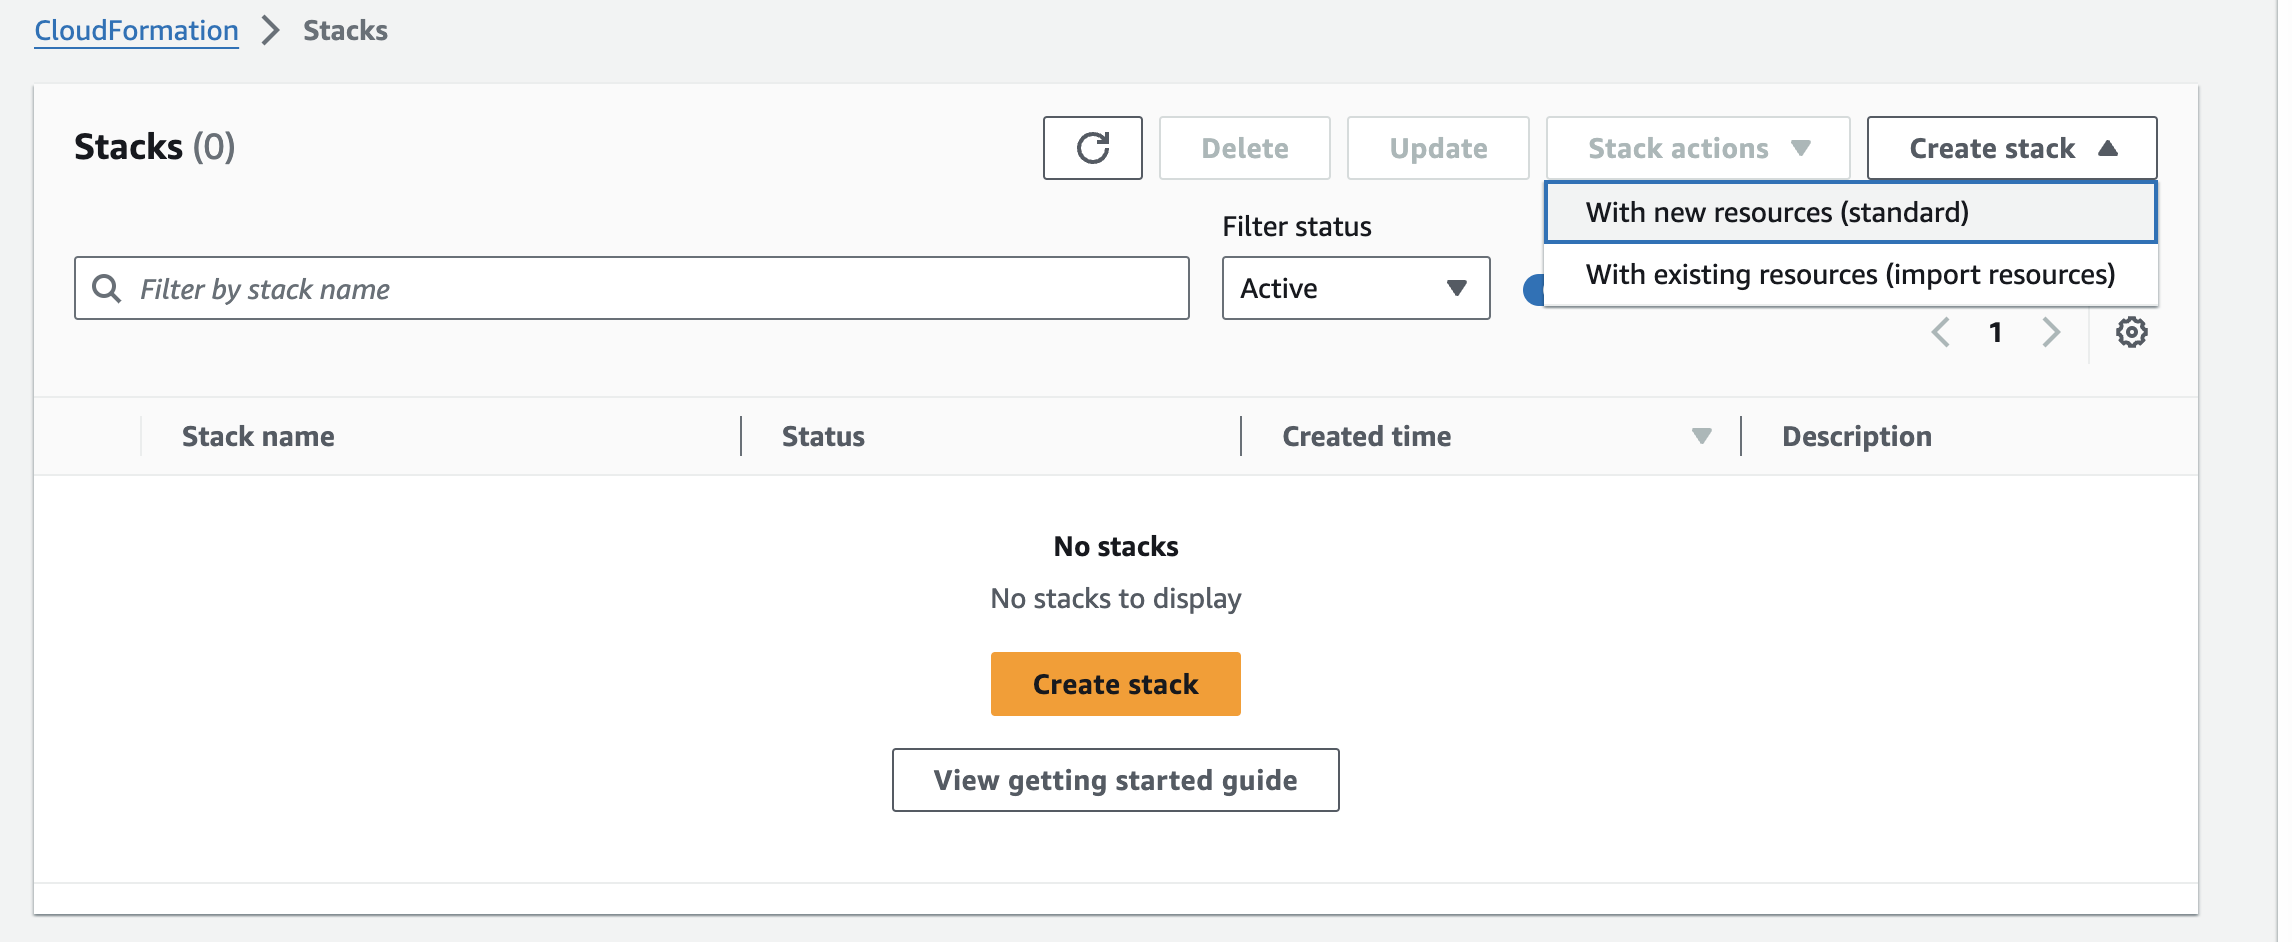 CloudFormation > Stacks
Stacks (0)
Delete Update Stack actions Create stack
With new resources (standard)
With existing resources (import resources)
Filter status
Filter by stack name
Active
1
Stack name Status Created time Description
No stacks
No stacks to display
Create stack
View getting started guide